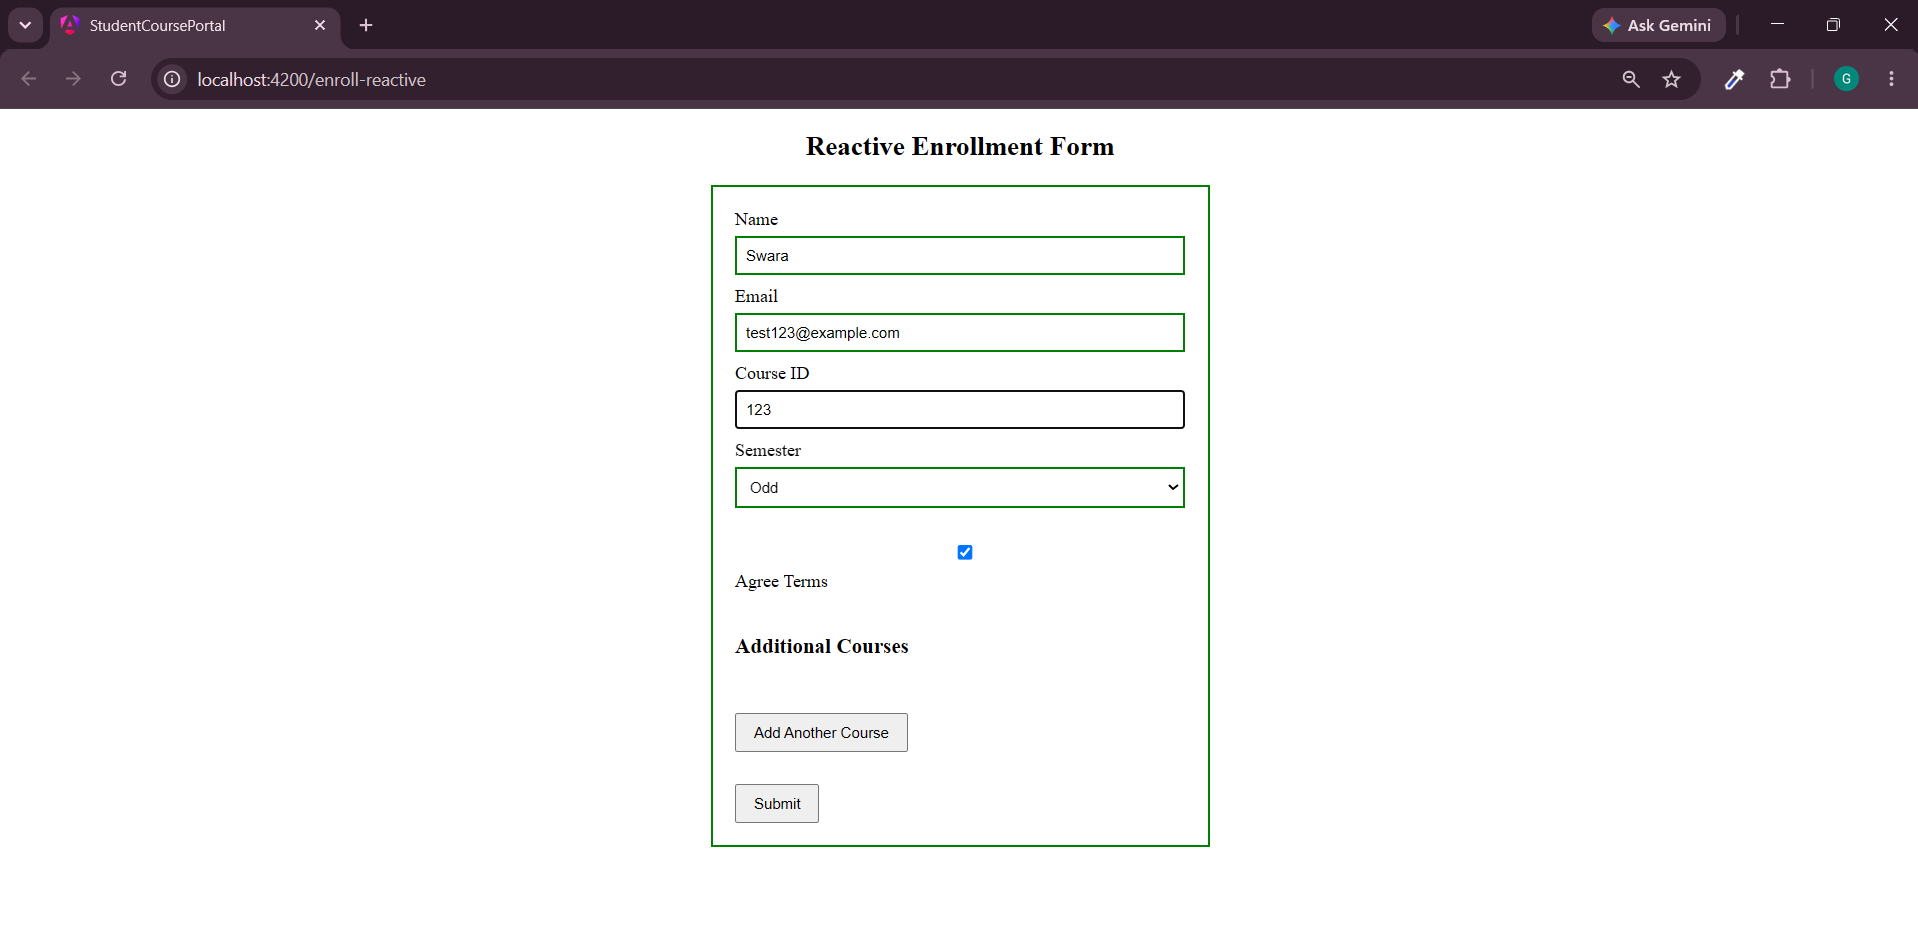 StudentCoursePortal
Ask Gemini
localhost:4200/enroll-reactive
G
Reactive Enrollment Form
Name
Swara
Email
test123@example.com
Course ID
123
Semester
Odd
Agree Terms
Additional Courses
Add Another Course
Submit